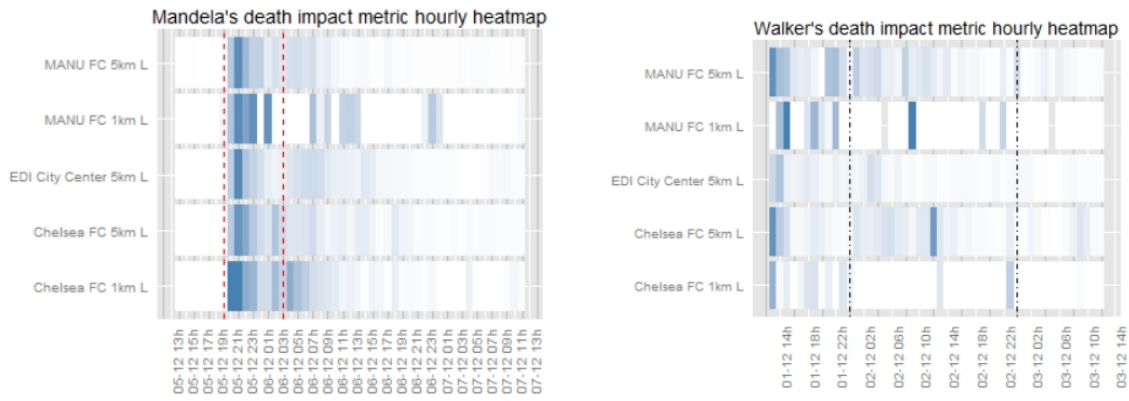 Mandela's death impact metric hourly heatmap
MANU FC 5km L
MANU FC 1km L
EDI City Center 5km L
Chelsea FC 5km L
Chelsea FC 1km L
05-12 13h
05-12 15h
05-12 17h
05-12 19h
05-12 21h
05-12 23h
06-12 01h
06-12 03h
06-12 07h
06-12 09h
06-12 11h
06-12 13h
06-12 15h
06-12 17h
06-12 19h
06-12 21h
06-12 23h
07-12 03h
07-12 05h
07-12 07h
07-12 09h
07-12 11h
07-12 13h
Walker's death impact metric hourly heatmap
MANU FC 5km L
MANU FC 1km L
EDI City Center 5km L
Chelsea FC 5km L
Chelsea FC 1km L
01-12 14h
01-12 18h
01-12 22h
02-12 02h
02-12 06h
02-12 10h
02-12 14h
02-12 18h
02-12 22h
03-12 02h
03-12 06h
03-12 10h
03-12 14h